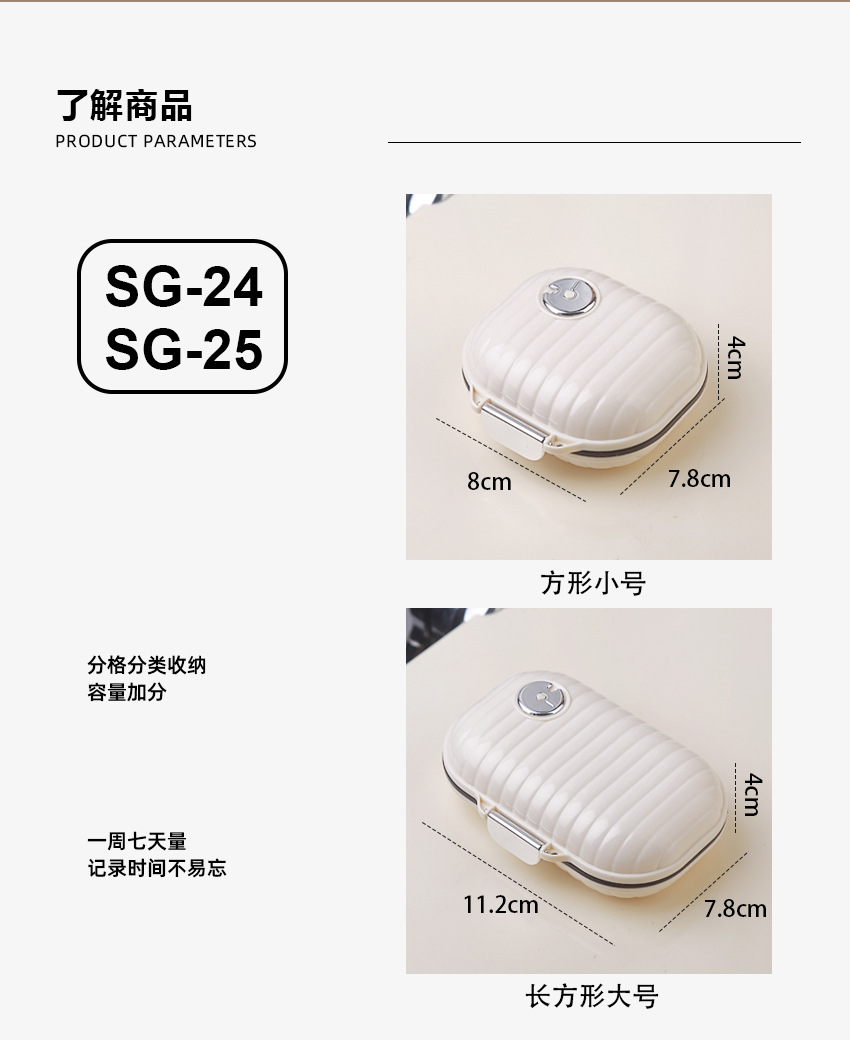 了解商品
PRODUCT PARAMETERS
SG-24
SG-25
4cm
8cm
7.8cm
方形小号
分格分类收纳
容量加分
4cm
一周七天量
记录时间不易忘
11.2cm
7.8cm
长方形大号